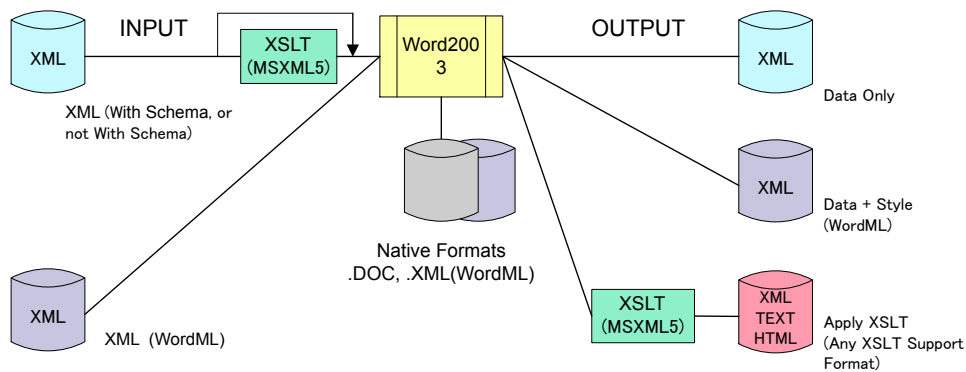 INPUT
OUTPUT
XML
XSLT
(MSXML5)
Word200
3
XML
XML (With Schema, or
not With Schema)
Data Only
XML
Data + Style
(WordML)
Native Formats
.DOC, .XML(WordML)
XML
XML (WordML)
XSLT
(MSXML5)
XML
TEXT
HTML
Apply XSLT
(Any XSLT Support
Format)